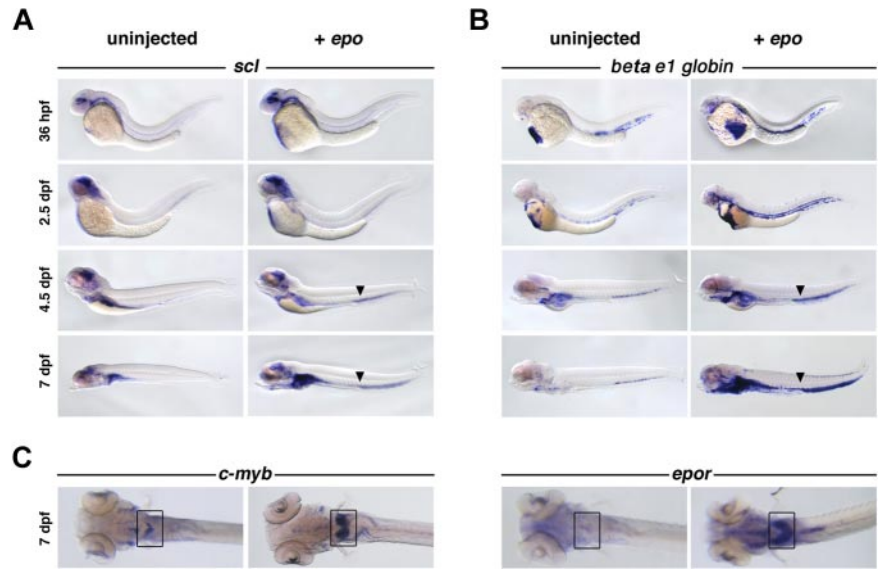 A
B
uninjected
+ epo
uninjected
+ epo
scl
beta e1 globin
36 hpf
2.5 dpf
4.5 dpf
7 dpf
C
c-myb
epor
7 dpf